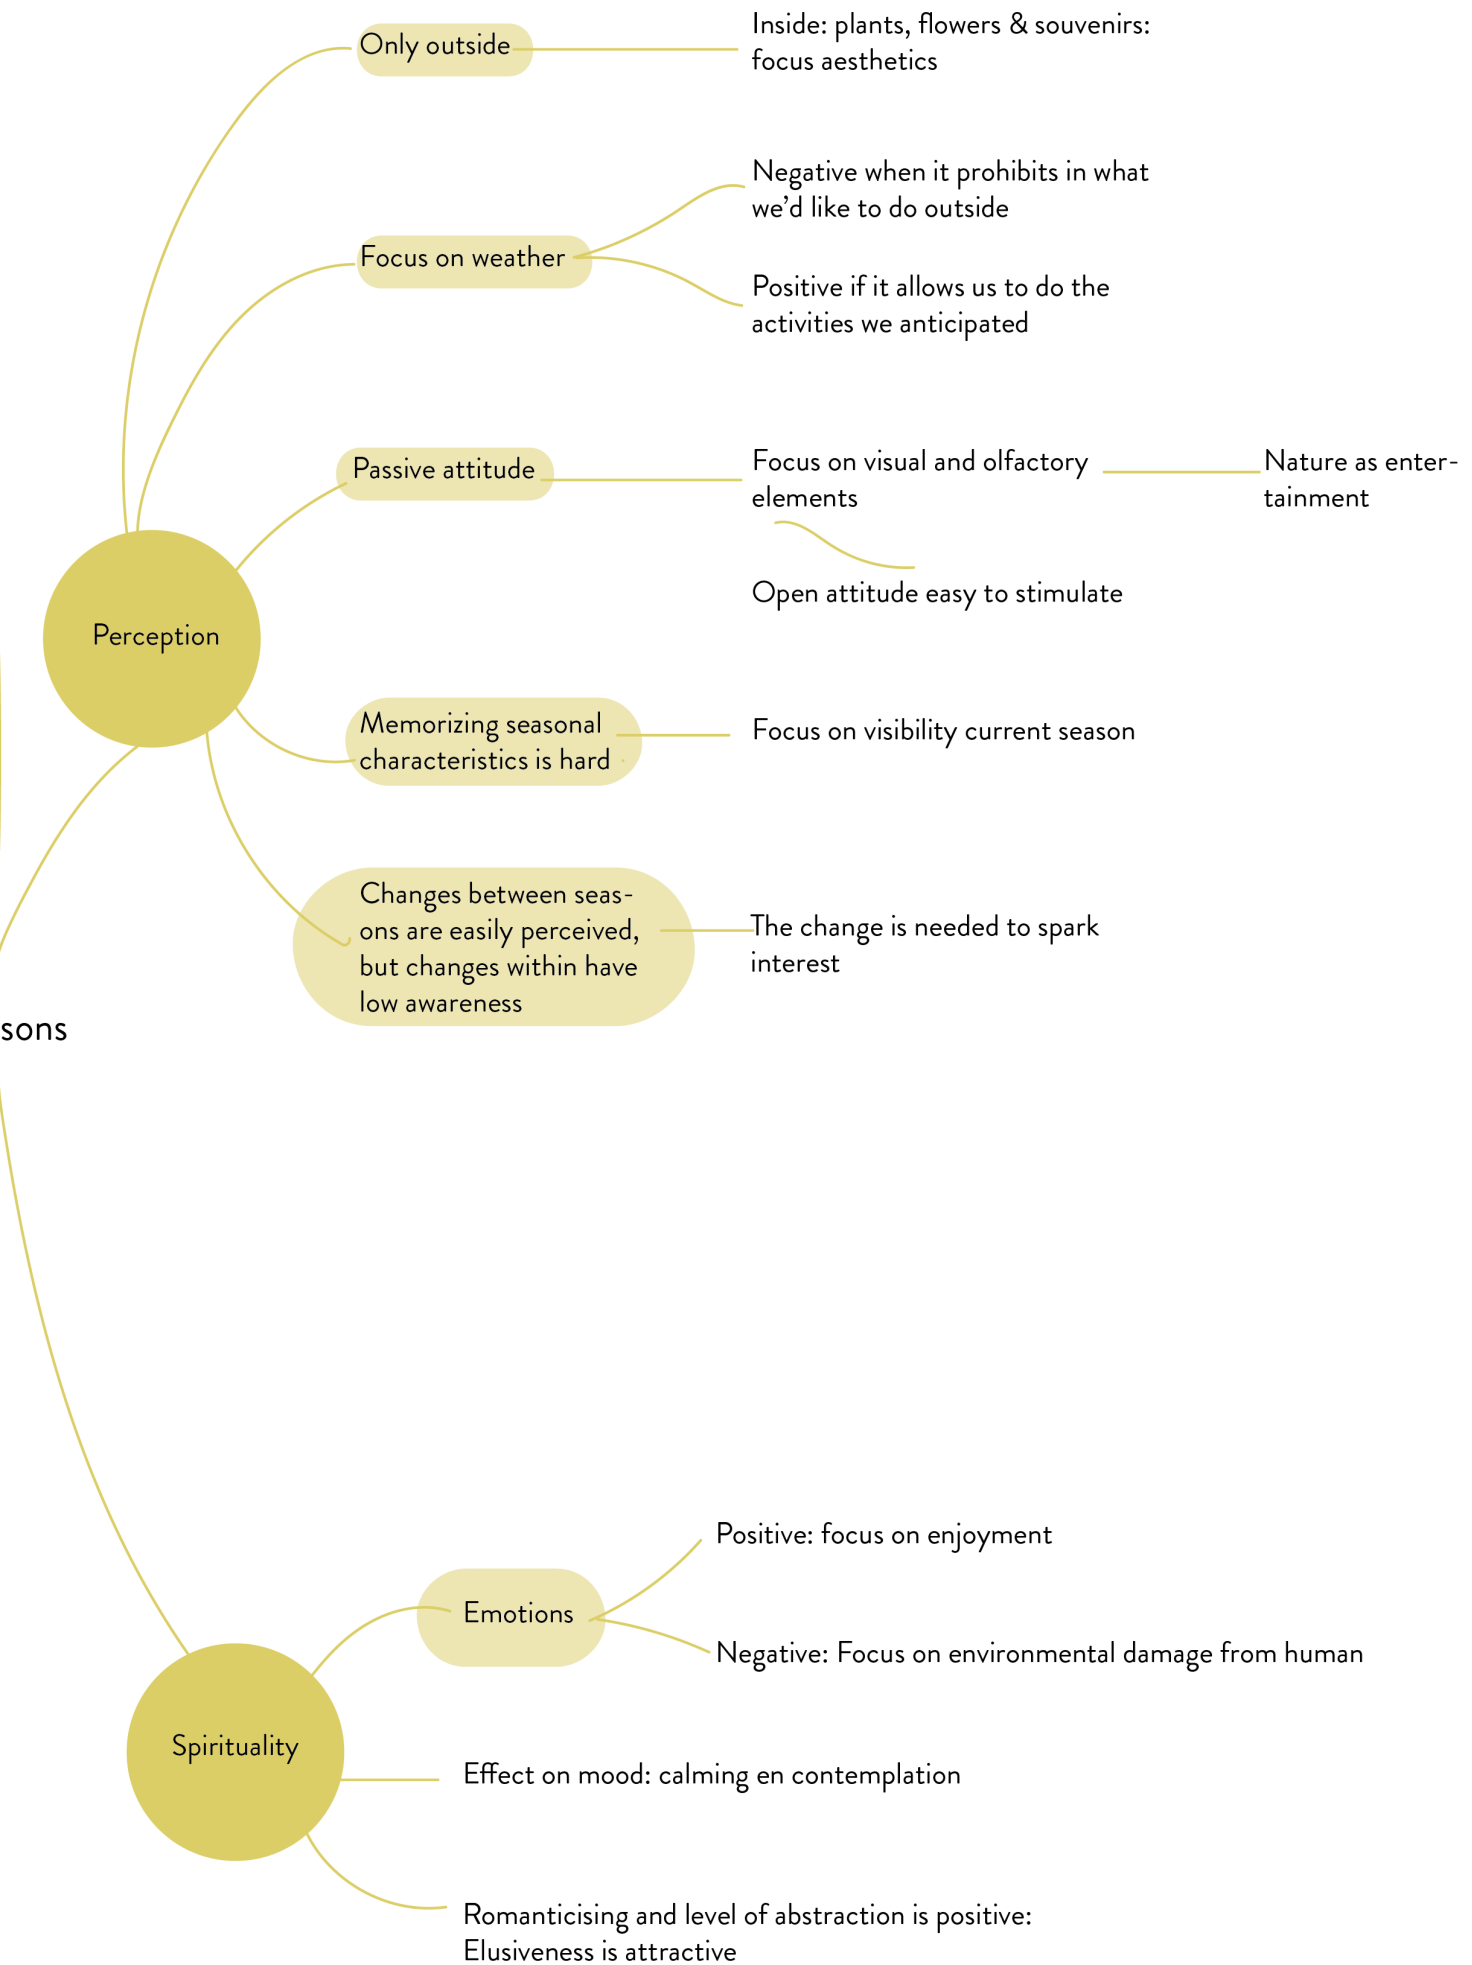 Only outside
Inside: plants, flowers & souvenirs:
focus aesthetics
Focus on weather
Negative when it prohibits in what
we'd like to do outside
Positive if it allows us to do the
activities we anticipated
Passive attitude
Focus on visual and olfactory
elements
Nature as enter-
tainment
Open attitude easy to stimulate
Perception
Memorizing seasonal
characteristics is hard
Focus on visibility current season
Changes between seas-
ons are easily perceived,
but changes within have
low awareness
The change is needed to spark
interest
sons
Positive: focus on enjoyment
Emotions
Negative: Focus on environmental damage from human
Spirituality
Effect on mood: calming en contemplation
Romanticising and level of abstraction is positive:
Elusiveness is attractive